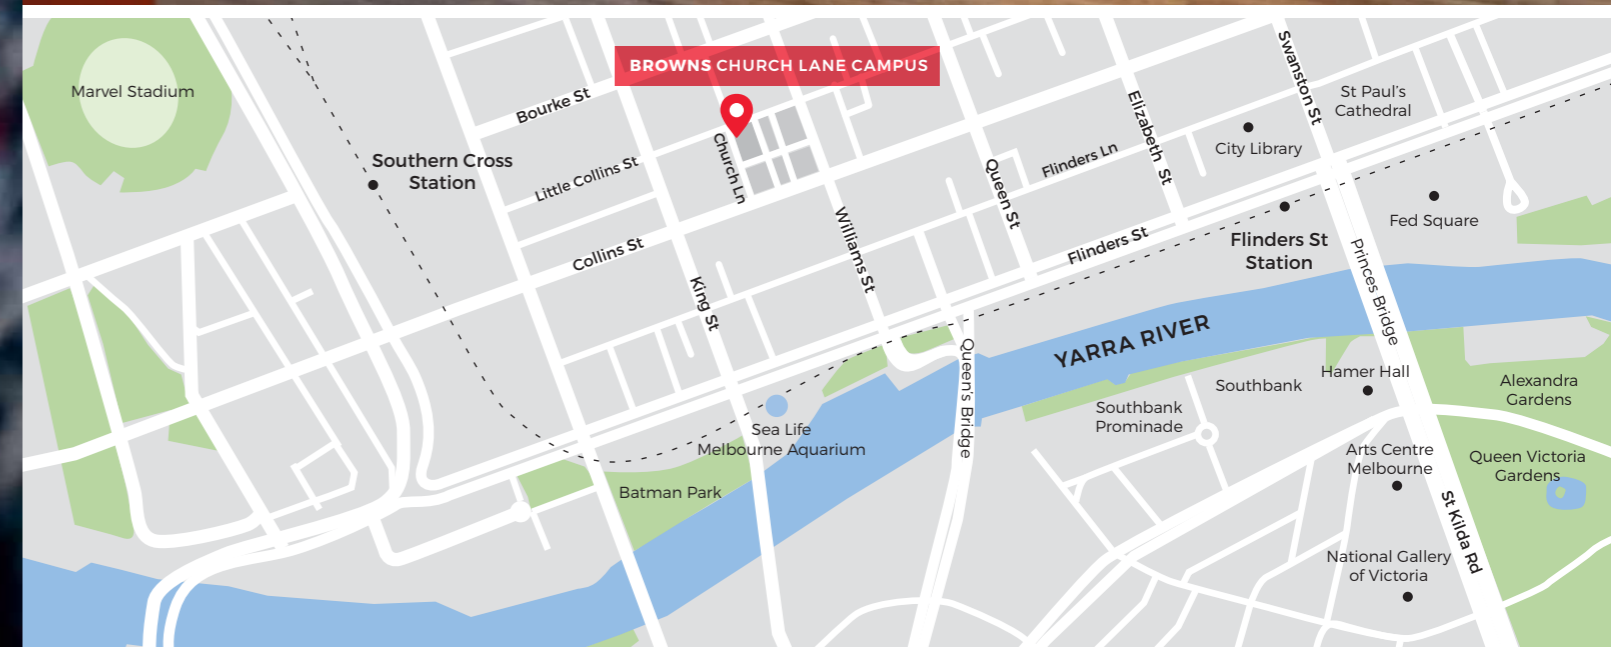 BROWNS CHURCH LANE CAMPUS
Marvel Stadium
Southern Cross
Station
Bourke St
Little Collins St
Church Ln
Collins St
King St
Williams St
Queen St
Flinders Ln
Elizabeth St
Swanston St
St Paul's
Cathedral
City Library
Fed Square
Flinders St
Flinders St
Station
Princes Bridge
YARRA RIVER
Queen's Bridge
Sea Life
Melbourne Aquarium
Batman Park
Southbank
Prominade
Southbank
Hamer Hall
Alexandra
Gardens
Arts Centre
Melbourne
Queen Victoria
Gardens
St Kilda Rd
National Gallery
of Victoria